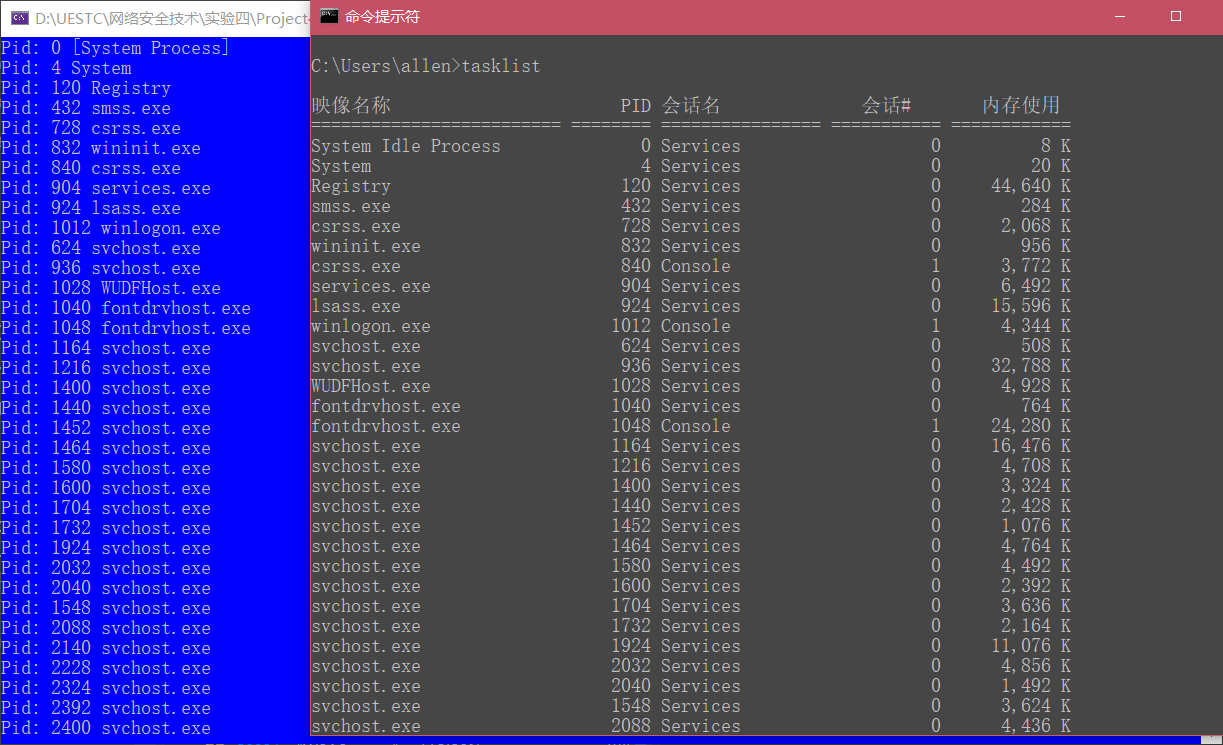 D:\UESTC\网络安全技术\实验四\Project
Pid: 0 [System Process]
Pid: 4 System
Pid: 120 Registry
Pid: 432 smss.exe
Pid: 728 csrss.exe
Pid: 832 wininit.exe
Pid: 840 csrss.exe
Pid: 904 services.exe
Pid: 924 lsass.exe
Pid: 1012 winlogon.exe
Pid: 624 svchost.exe
Pid: 936 svchost.exe
Pid: 1028 WUDFHost.exe
Pid: 1040 fontdrvhost.exe
Pid: 1048 fontdrvhost.exe
Pid: 1164 svchost.exe
Pid: 1216 svchost.exe
Pid: 1400 svchost.exe
Pid: 1440 svchost.exe
Pid: 1452 svchost.exe
Pid: 1464 svchost.exe
Pid: 1580 svchost.exe
Pid: 1600 svchost.exe
Pid: 1704 svchost.exe
Pid: 1732 svchost.exe
Pid: 1924 svchost.exe
Pid: 2032 svchost.exe
Pid: 2040 svchost.exe
Pid: 1548 svchost.exe
Pid: 2088 svchost.exe
Pid: 2140 svchost.exe
Pid: 2228 svchost.exe
Pid: 2324 svchost.exe
Pid: 2392 svchost.exe
Pid: 2400 svchost.exe
命令提示符
C:\Users\allen>tasklist
映像名称 PID 会话名 会话# 内存使用
========================= ======== ================ =========== ============
System Idle Process 0 Services 0 8 K
System 4 Services 0 20 K
Registry 120 Services 0 44,640 K
smss.exe 432 Services 0 284 K
csrss.exe 728 Services 0 2,068 K
wininit.exe 832 Services 0 956 K
csrss.exe 840 Console 1 3,772 K
services.exe 904 Services 0 6,492 K
lsass.exe 924 Services 0 15,596 K
winlogon.exe 1012 Console 1 4,344 K
svchost.exe 624 Services 0 508 K
svchost.exe 936 Services 0 32,788 K
WUDFHost.exe 1028 Services 0 4,928 K
fontdrvhost.exe 1040 Services 0 764 K
fontdrvhost.exe 1048 Console 1 24,280 K
svchost.exe 1164 Services 0 16,476 K
svchost.exe 1216 Services 0 4,708 K
svchost.exe 1400 Services 0 3,324 K
svchost.exe 1440 Services 0 2,428 K
svchost.exe 1452 Services 0 1,076 K
svchost.exe 1464 Services 0 4,764 K
svchost.exe 1580 Services 0 4,492 K
svchost.exe 1600 Services 0 2,392 K
svchost.exe 1704 Services 0 3,636 K
svchost.exe 1732 Services 0 2,164 K
svchost.exe 1924 Services 0 11,076 K
svchost.exe 2032 Services 0 4,856 K
svchost.exe 2040 Services 0 1,492 K
svchost.exe 1548 Services 0 3,624 K
svchost.exe 2088 Services 0 4,436 K